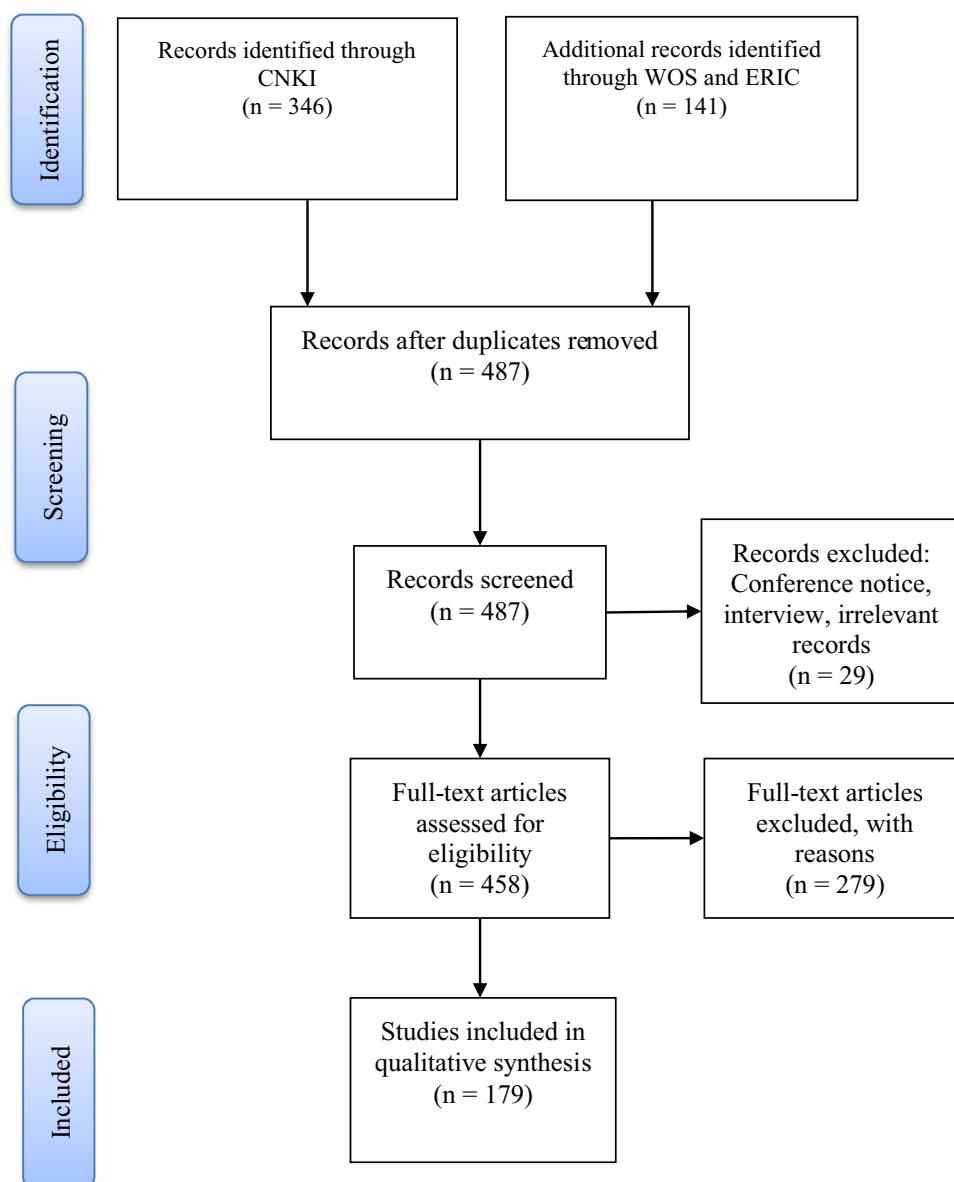 Identification
Records identified through
CNKI
(n = 346)
Additional records identified
through WOS and ERIC
(n = 141)
Records after duplicates removed
(n = 487)
Screening
Records screened
(n = 487)
Records excluded:
Conference notice,
interview, irrelevant
records
(n = 29)
Eligibility
Full-text articles
assessed for
eligibility
(n = 458)
Full-text articles
excluded, with
reasons
(n = 279)
Included
Studies included in
qualitative synthesis
(n = 179)